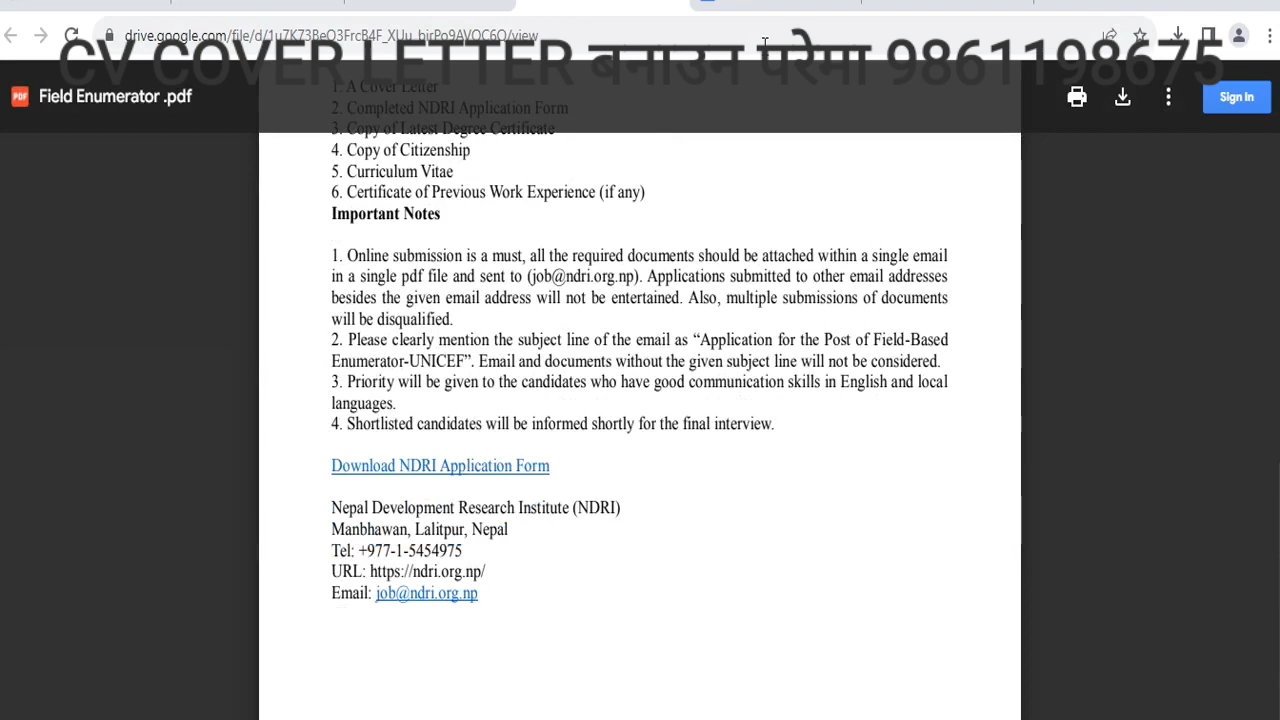 drive.google.com/file/d/1u7K73BeO3FrcB4F_XUu_birPo9AVOC6O/view
CV COVER LETTER बनाउन परेमा 9861198675
Field Enumerator .pdf
Sign In
1. A Cover Letter
2. Completed NDRI Application Form
3. Copy of Latest Degree Certificate
4. Copy of Citizenship
5. Curriculum Vitae
6. Certificate of Previous Work Experience (if any)
Important Notes
1. Online submission is a must, all the required documents should be attached within a single email
in a single pdf file and sent to (job@ndri.org.np). Applications submitted to other email addresses
besides the given email address will not be entertained. Also, multiple submissions of documents
will be disqualified.
2. Please clearly mention the subject line of the email as “Application for the Post of Field-Based
Enumerator-UNICEF”. Email and documents without the given subject line will not be considered.
3. Priority will be given to the candidates who have good communication skills in English and local
languages.
4. Shortlisted candidates will be informed shortly for the final interview.
Download NDRI Application Form
Nepal Development Research Institute (NDRI)
Manbhawan, Lalitpur, Nepal
Tel: +977-1-5454975
URL: https://ndri.org.np/
Email: job@ndri.org.np